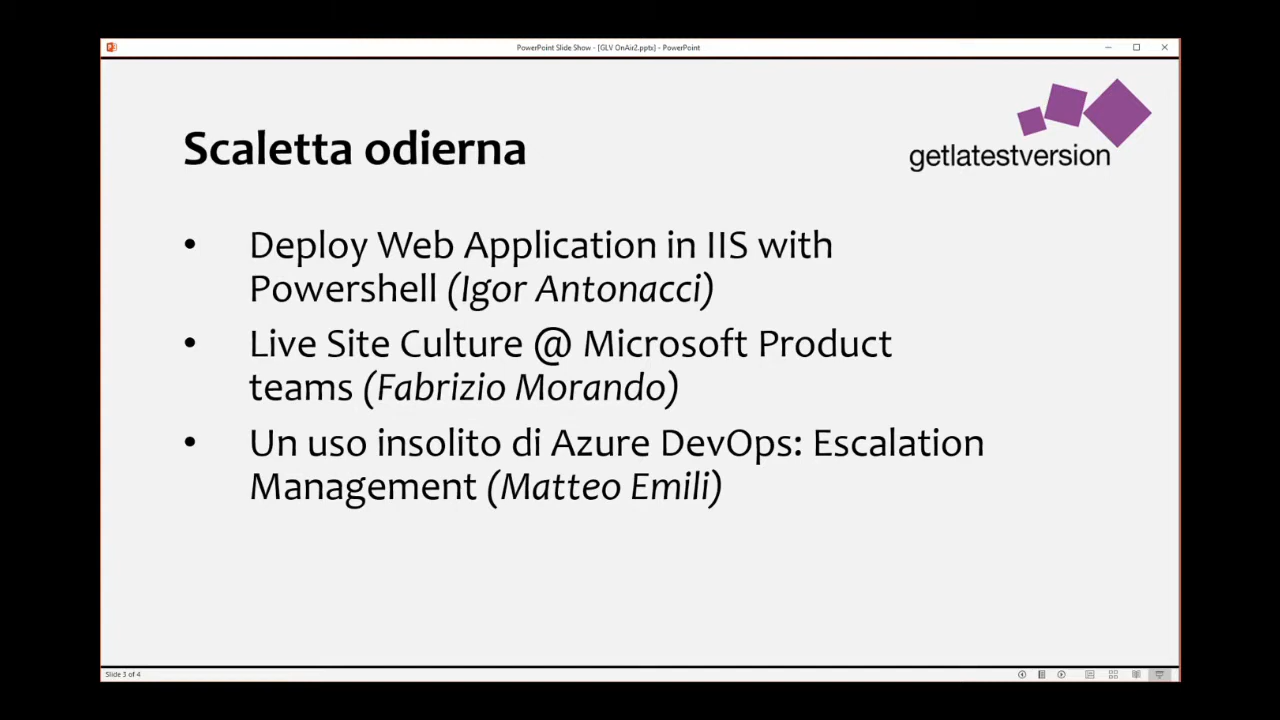 PowerPoint Slide Show - [GLV OnAir2.pptx] - PowerPoint
getlatestversion
Scaletta odierna
• Deploy Web Application in IIS with
Powershell (Igor Antonacci)
• Live Site Culture @ Microsoft Product
teams (Fabrizio Morando)
• Un uso insolito di Azure DevOps: Escalation
Management (Matteo Emili)
Slide 3 of 4